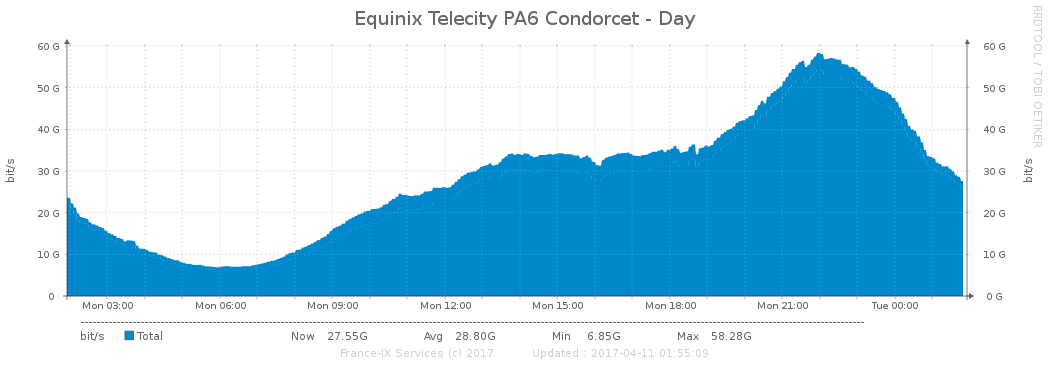 Equinix Telecity PA6 Condorcet - Day
RRDTOOL / TOBI OETIKER
bit/s
60 G 60 G
50 G 50 G
40 G 40 G
30 G 30 G
20 G 20 G
10 G 10 G
0 0 G
bit/s
Mon 03:00 Mon 06:00 Mon 09:00 Mon 12:00 Mon 15:00 Mon 18:00 Mon 21:00 Tue 00:00
bit/s Total Now 27.55G Avg 28.80G Min 6.85G Max 58.28G
France-IX Services (c) 2017 Updated : 2017-04-11 01:55:09